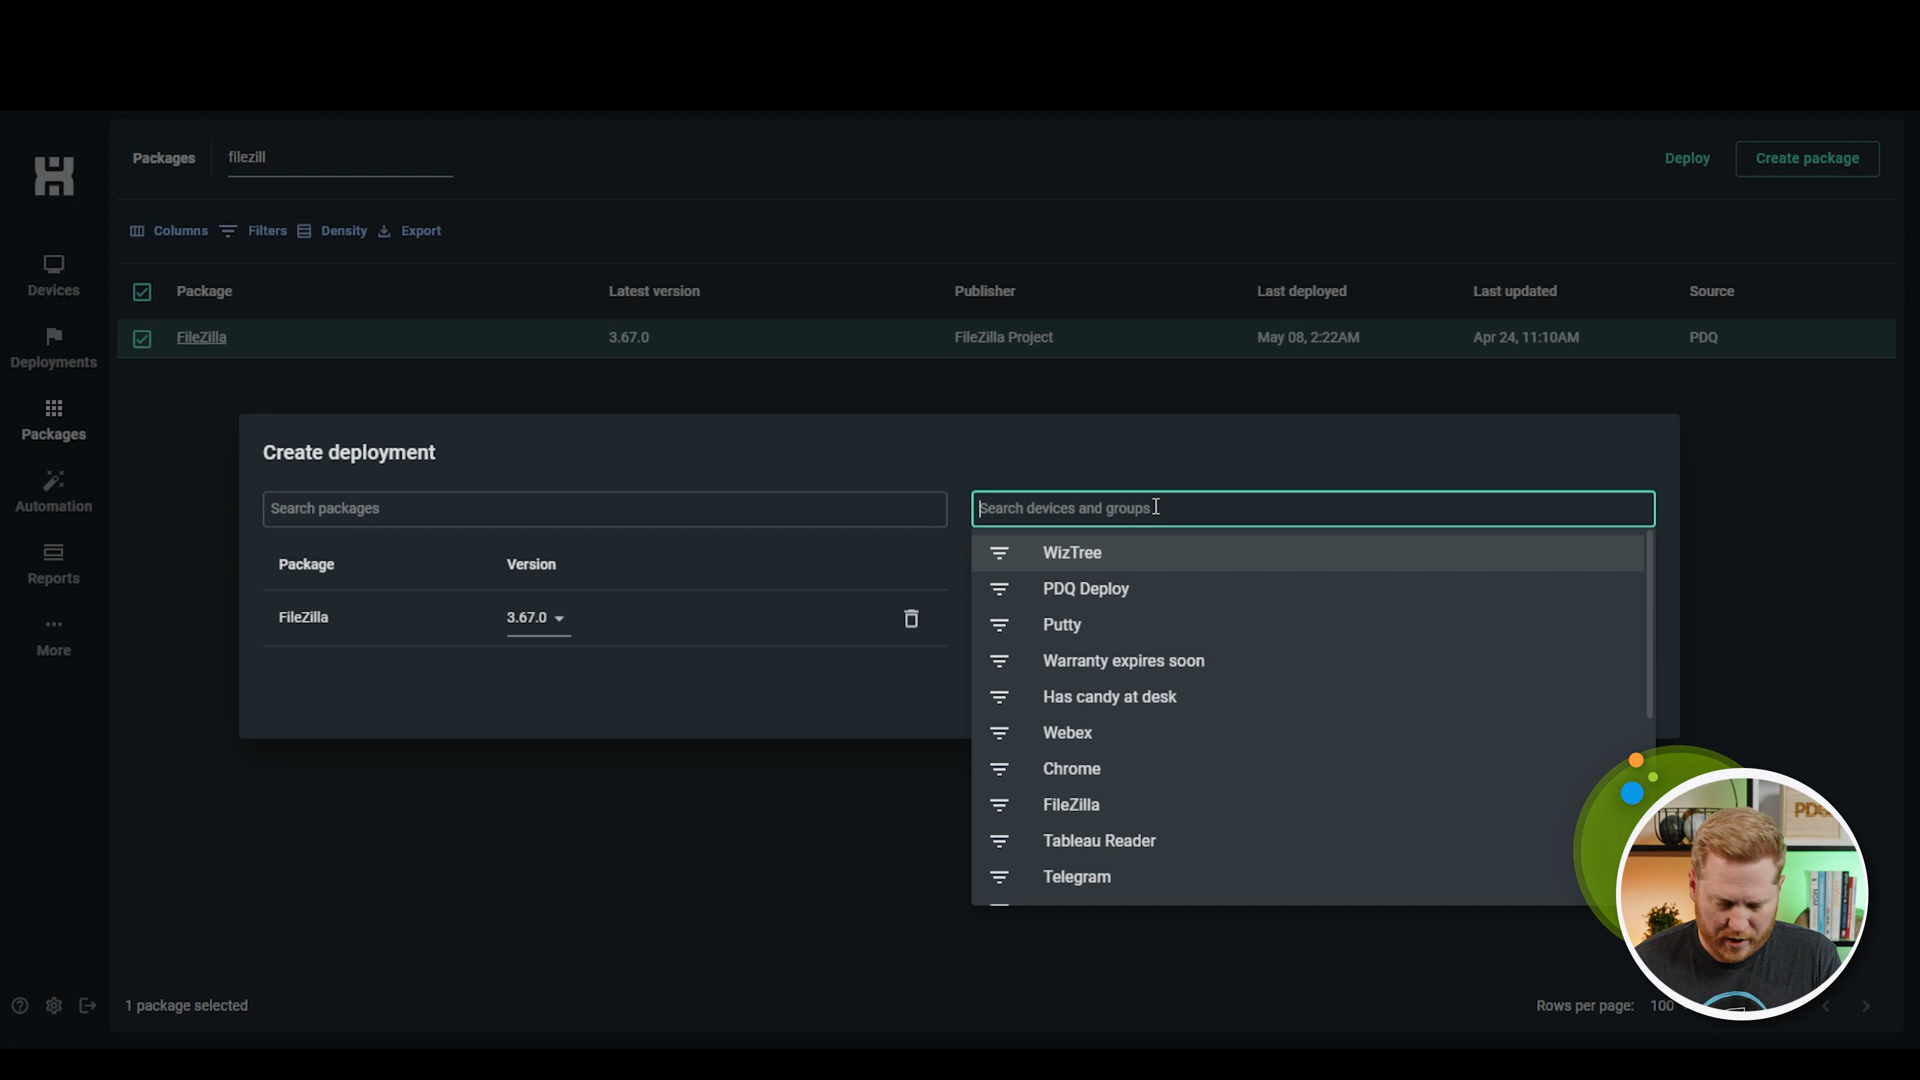 Packages
filezill
Deploy
Create package
Columns
Filters
Density
Export
Package
Latest version
Publisher
Last deployed
Last updated
Source
FileZilla
3.67.0
FileZilla Project
May 08, 2:22AM
Apr 24, 11:10AM
PDQ
Devices
Deployments
Packages
Automation
Reports
More
Create deployment
Search packages
Search devices and groups
Package
Version
FileZilla
3.67.0
WizTree
PDQ Deploy
Putty
Warranty expires soon
Has candy at desk
Webex
Chrome
FileZilla
Tableau Reader
Telegram
PDQ
1 package selected
Rows per page:
100